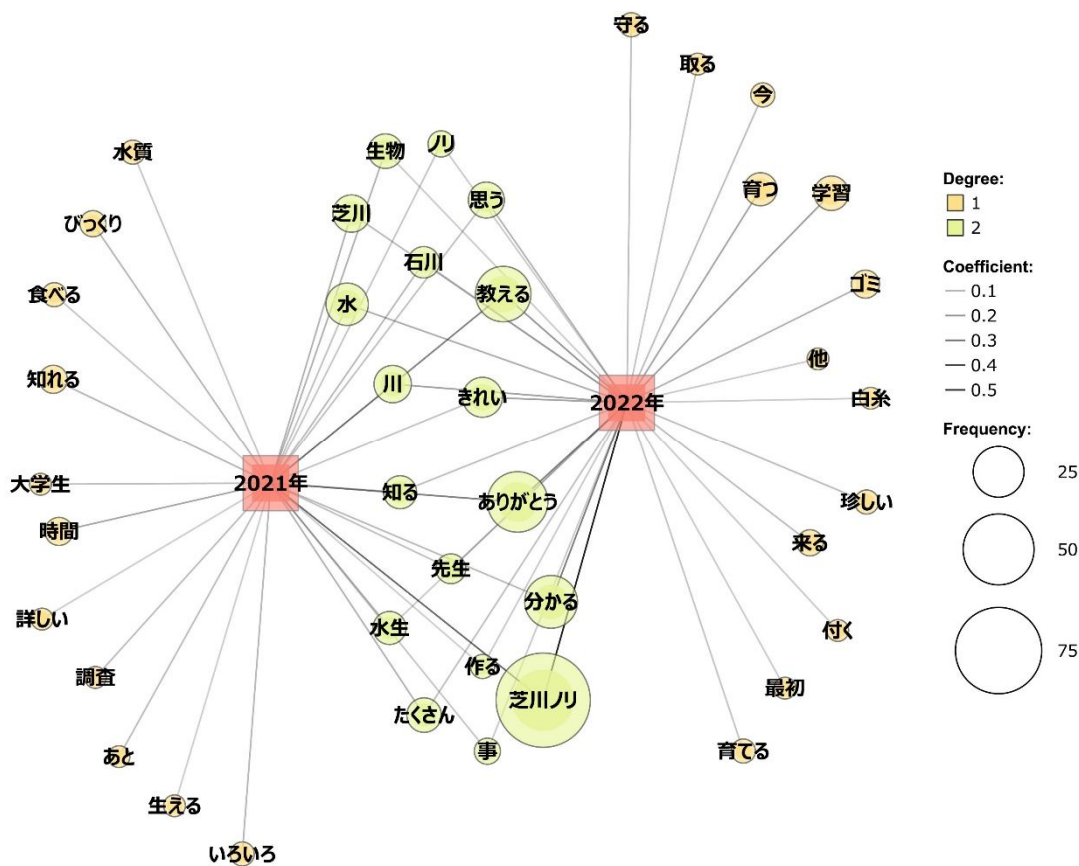 守る
取る
今
水質
生物
ノリ
びっくり
芝川
思う
育つ
学習
石川
食べる
水
教える
ゴミ
知れる
川
きれい
他
白糸
2022年
大学生
2021年
知る
ありがとう
珍しい
時間
来る
先生
詳しい
水生
分かる
付く
調査
作る
芝川ノリ
最初
たくさん
あと
事
育てる
生える
いろいろ
Degree:
1
2
Coefficient:
0.1
0.2
0.3
0.4
0.5
Frequency:
25
50
75